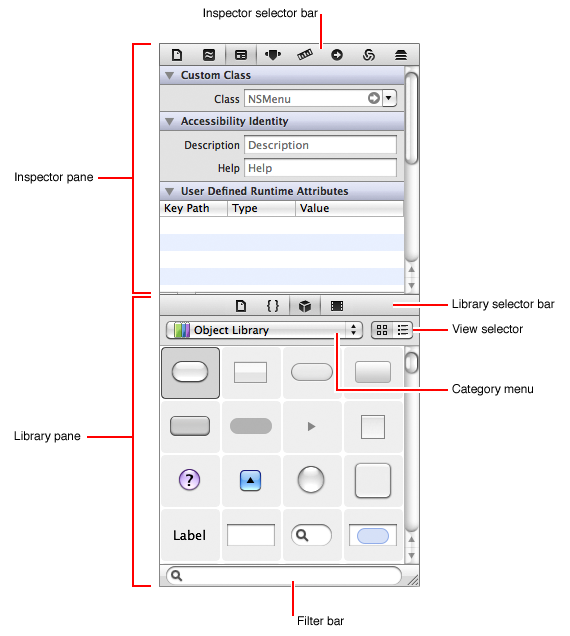 Inspector selector bar
Custom Class
Class NSMenu
Accessibility Identity
Description Description
Help Help
Inspector pane
User Defined Runtime Attributes
Key Path Type Value
{ }
Library selector bar
Object Library
View selector
Category menu
Library pane
?
Label
Filter bar